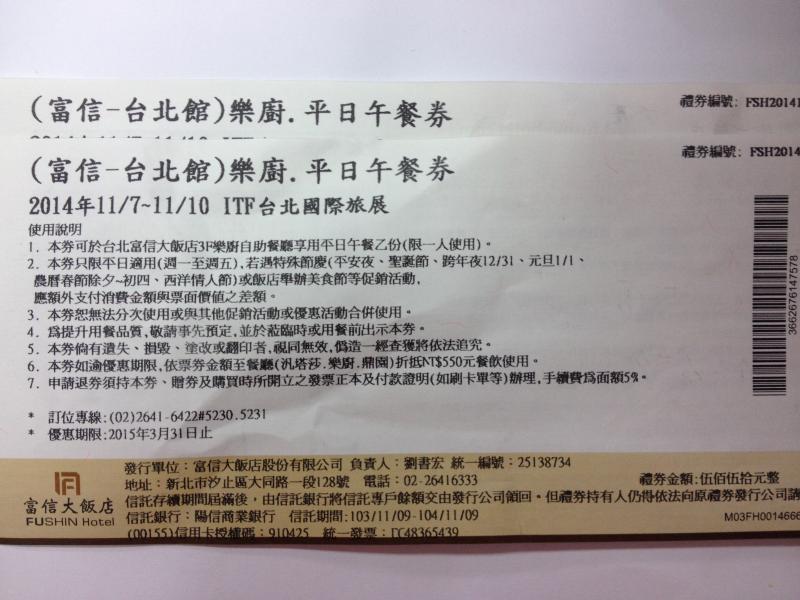 (富信-台北館)樂廚.平日午餐券
禮券編號: FSH20141
(富信-台北館)樂廚.平日午餐券
禮券編號: FSH2014
2014年11/7~11/10 ITF台北國際旅展
使用說明
1. 本券可於台北富信大飯店3F樂廚自助餐廳享用平日午餐乙份(限一人使用)。
2. 本券只限平日適用(週一至週五),若遇特殊節慶(平安夜、聖誕節、跨年夜12/31、元旦1/1、
農曆春節除夕~初四、西洋情人節)或飯店舉辦美食節等促銷活動,
應額外支付消費金額與票面價值之差額。
3. 本券恕無法分次使用或與其他促銷活動或優惠活動合併使用。
4. 為提升用餐品質,敬請事先預定,並於蒞臨時或用餐前出示本券。
5. 本券倘有遺失、損毀、塗改或翻印者,視同無效,偽造一經查獲將依法追究。
6. 本券如逾優惠期限,依票券金額至餐廳(汎塔莎.樂廚.鼎園)折抵NT$550元餐飲使用。
7. 申請退券須持本券、贈券及購買時所開立之發票正本及付款證明(如刷卡單等)辦理,手續費為面額5%。
* 訂位專線:(02)2641-6422#5230.5231
* 優惠期限:2015年3月31日止
3662676147578
富信大飯店
FUSHIN Hotel
發行單位:富信大飯店股份有限公司 負責人:劉書宏 統一編號:25138734
地址:新北市汐止區大同路一段128號 電話:02-26416333
禮券金額:伍佰伍拾元整
信託存續期間屆滿後,由信託銀行將信託專戶餘額交由發行公司領回。但禮券持有人仍得依法向原禮券發行公司請
信託銀行:陽信商業銀行 信託期間:103/11/09-104/11/09
M03FH0014666
(00155)信用卡授權碼:910425 統一發票: